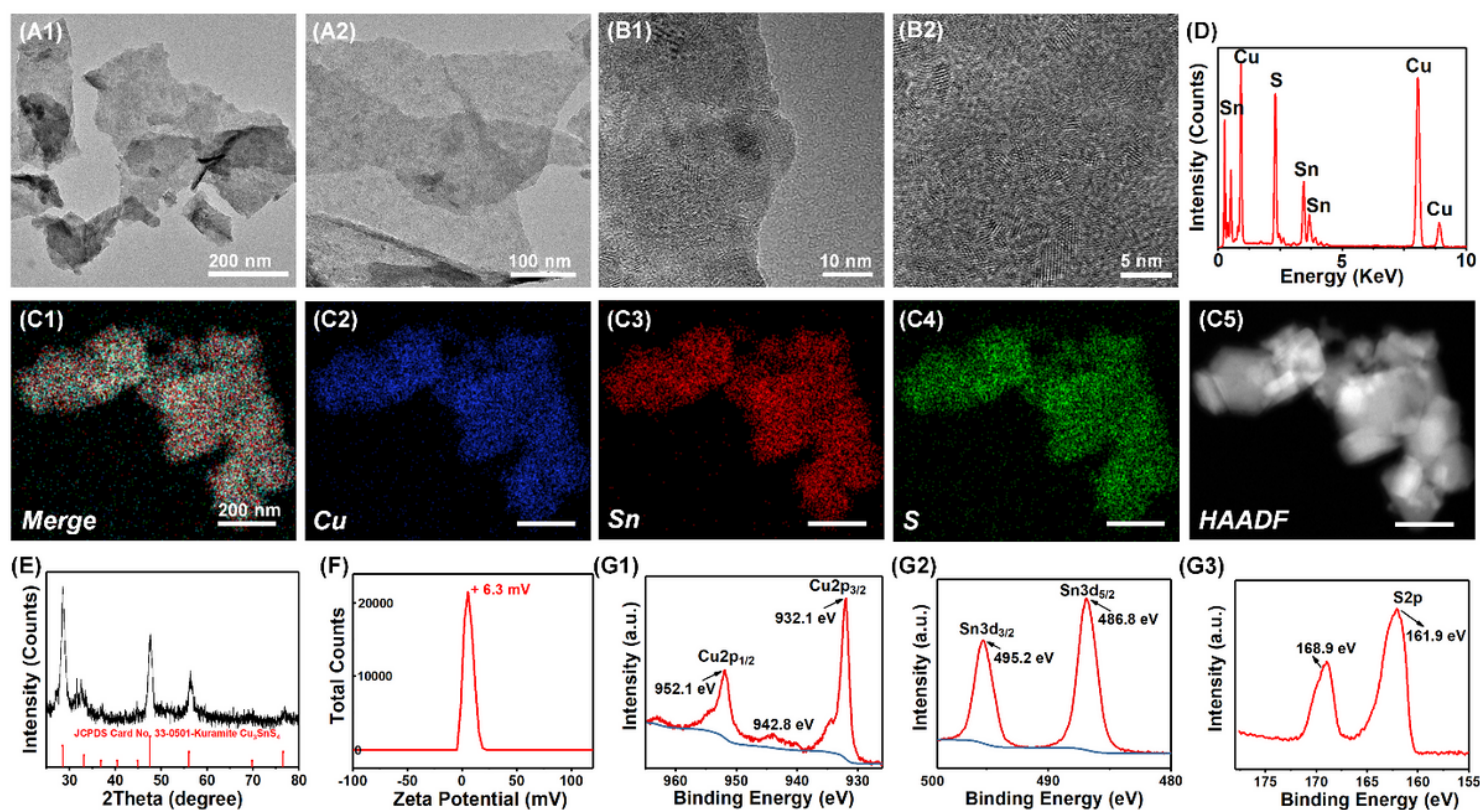 (A1)
200 nm
(A2)
100 nm
(B1)
10 nm
(B2)
5 nm
(D)
Intensity (Counts)
Sn
Cu
S
Sn
Sn
Cu
Cu
0
5
10
Energy (KeV)
(C1)
Merge
200 nm
(C2)
Cu
(C3)
Sn
(C4)
S
(C5)
HAADF
(E)
Intensity (Counts)
JCPDS Card No. 33-0501-Kuramite Cu₃SnS₄
30 40 50 60 70 80
2Theta (degree)
(F)
Total Counts
20000
10000
0
+ 6.3 mV
-100 -50 0 50 100
Zeta Potential (mV)
(G1)
Intensity (a.u.)
Cu2p₃/₂
932.1 eV
Cu2p₁/₂
952.1 eV
942.8 eV
960 950 940 930
Binding Energy (eV)
(G2)
Intensity (a.u.)
Sn3d₅/₂
486.8 eV
Sn3d₃/₂
495.2 eV
500 490 480
Binding Energy (eV)
(G3)
Intensity (a.u.)
S2p
161.9 eV
168.9 eV
175 170 165 160 155
Binding Energy (eV)